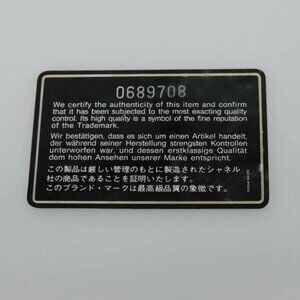 0689708
We certify the authenticity of this item and confirm
that it has been subjected to the most exacting quality
control. Its high quality is a symbol of the fine reputation
of the Trademark.
Wir bestätigen, dass es sich um einen Artikel handelt,
der während seiner Herstellung strengsten Kontrollen
unterworfen war, und dessen erstklassige Qualität
dem hohen Ansehen unserer Marke entspricht.
この製品は厳しい管理のもとに製造されたシャネル
社の商品であることを証明いたします。
このブランド・マークは最高級品質の象徴です。